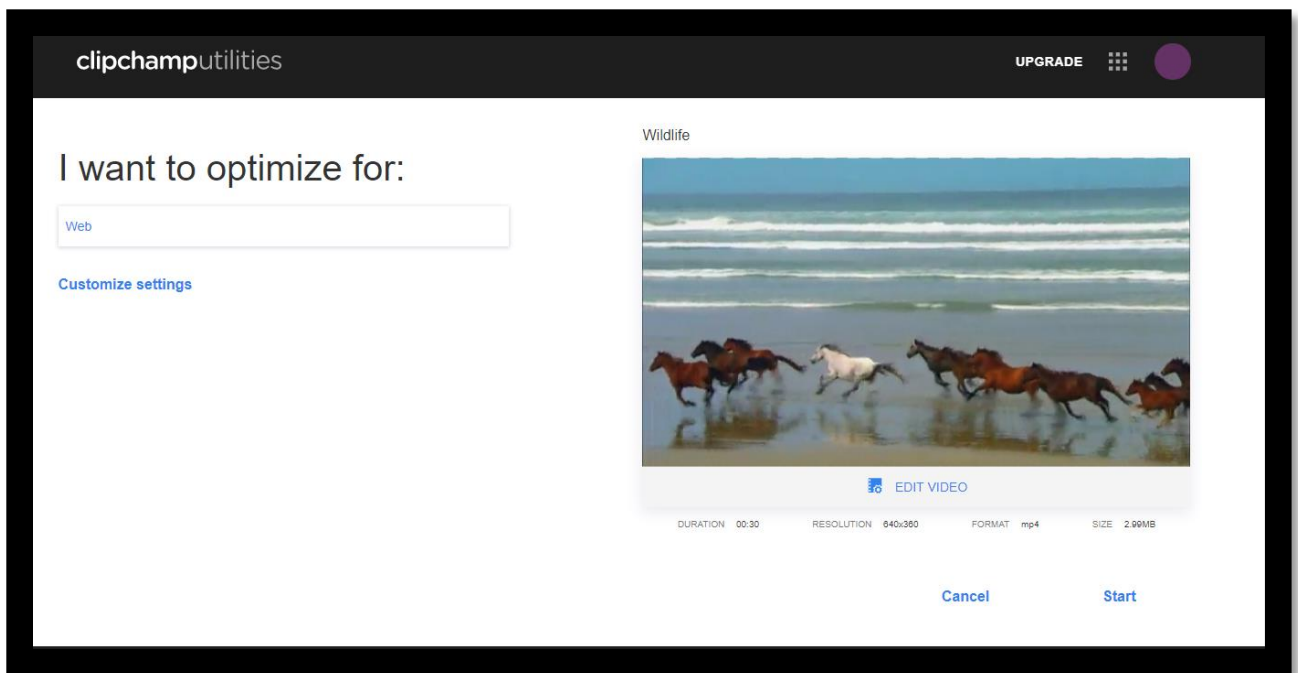 clipchamputilities
UPGRADE
I want to optimize for:
Web
Customize settings
Wildlife
EDIT VIDEO
DURATION 00:30 RESOLUTION 640x360 FORMAT mp4 SIZE 2.99MB
Cancel Start